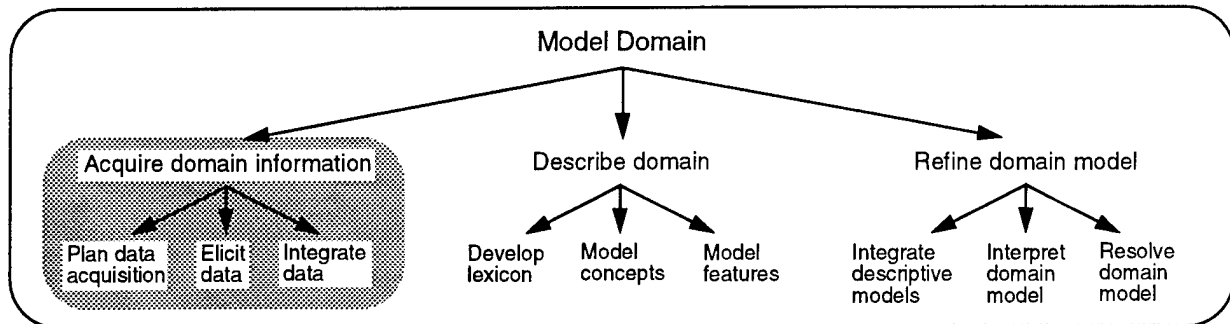 Model Domain
Acquire domain information
Describe domain
Refine domain model
Plan data
acquisition
Elicit
data
Integrate
data
Develop
lexicon
Model
concepts
Model
features
Integrate
descriptive
models
Interpret
domain
model
Resolve
domain
model